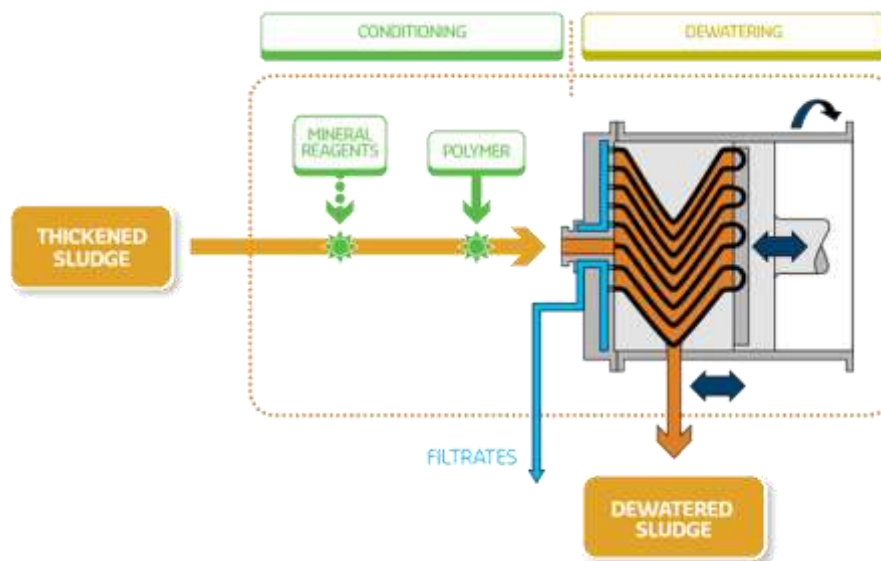 CONDITIONING
DEWATERING
MINERAL
REAGENTS
POLYMER
THICKENED
SLUDGE
FILTRATES
DEWATERED
SLUDGE